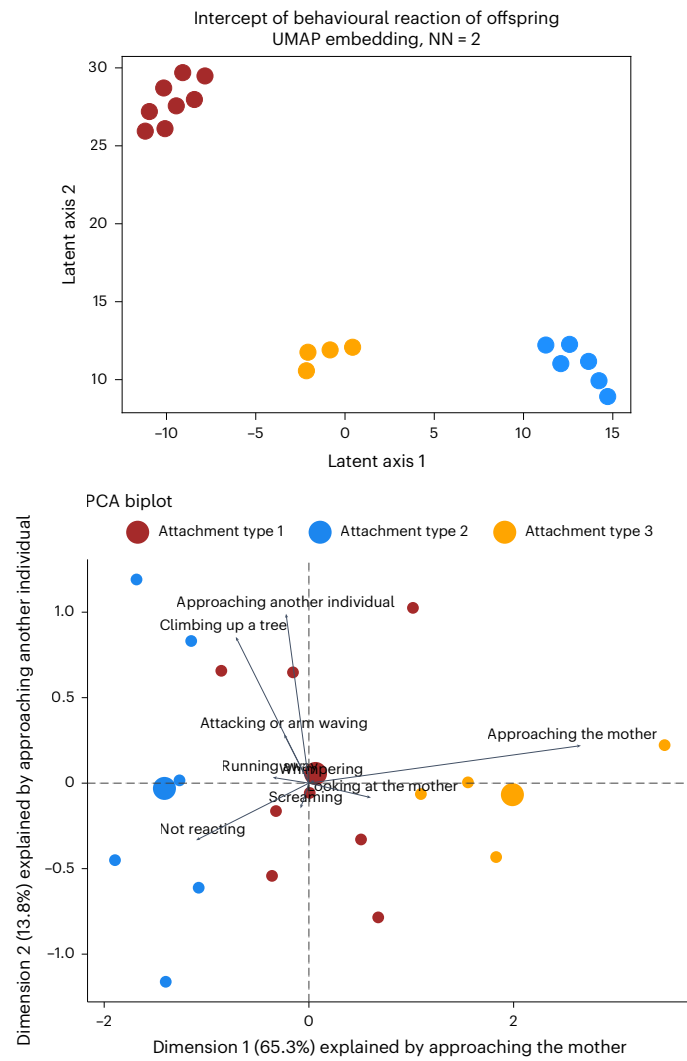 Intercept of behavioural reaction of offspring
UMAP embedding, NN = 2
Latent axis 2
30
25
20
15
10
–10
–5
0
5
10
15
Latent axis 1
PCA biplot
Attachment type 1
Attachment type 2
Attachment type 3
Dimension 2 (13.8%) explained by approaching another individual
1.0
0.5
0
–0.5
–1.0
Approaching another individual
Climbing up a tree
Attacking or arm waving
Approaching the mother
Running away
Whimpering
Looking at the mother
Screaming
Not reacting
–2
0
2
Dimension 1 (65.3%) explained by approaching the mother